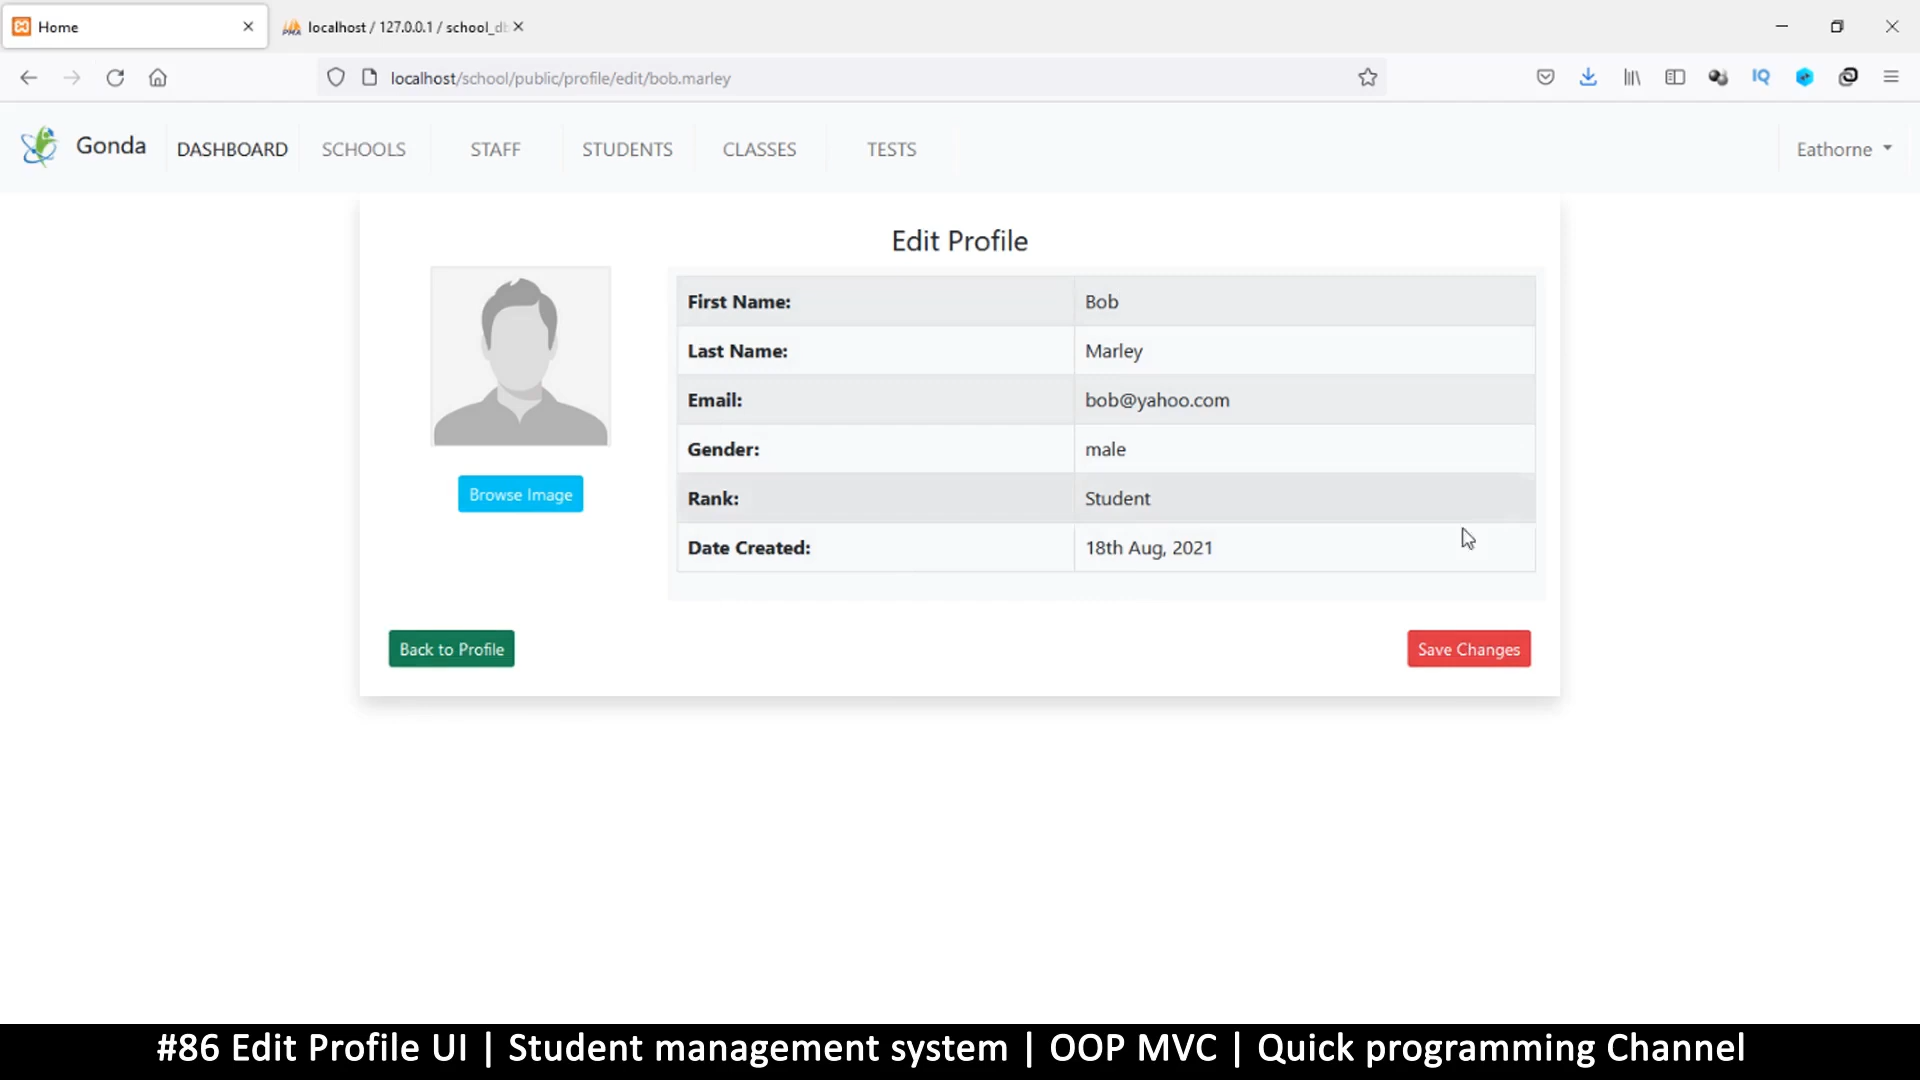 Home
localhost / 127.0.0.1 / school_db
localhost/school/public/profile/edit/bob.marley
IQ
Gonda
DASHBOARD
SCHOOLS
STAFF
STUDENTS
CLASSES
TESTS
Eathorne
Edit Profile
First Name: Bob
Last Name: Marley
Email: bob@yahoo.com
Gender: male
Rank: Student
Date Created: 18th Aug, 2021
Browse Image
Back to Profile
Save Changes
#86 Edit Profile UI | Student management system | OOP MVC | Quick programming Channel